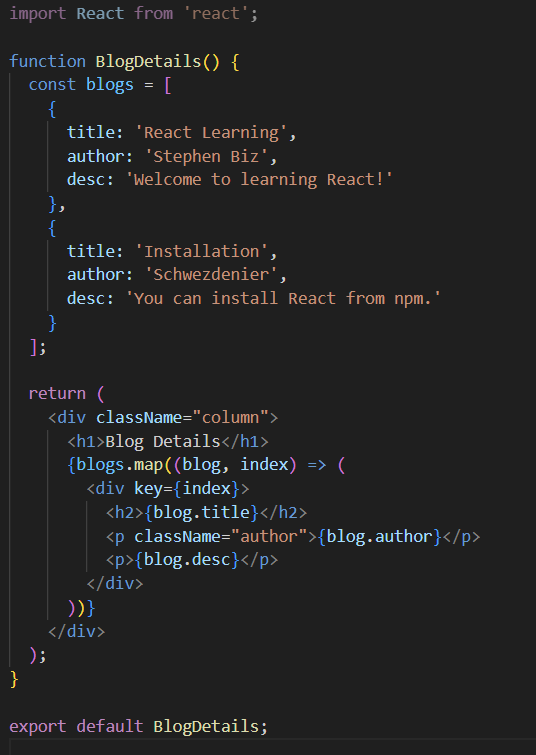 import React from 'react';

function BlogDetails() {
  const blogs = [
    {
      title: 'React Learning',
      author: 'Stephen Biz',
      desc: 'Welcome to learning React!'
    },
    {
      title: 'Installation',
      author: 'Schwezdenier',
      desc: 'You can install React from npm.'
    }
  ];

  return (
    <div className="column">
      <h1>Blog Details</h1>
      {blogs.map((blog, index) => (
        <div key={index}>
          <h2>{blog.title}</h2>
          <p className="author">{blog.author}</p>
          <p>{blog.desc}</p>
        </div>
      ))}
    </div>
  );
}

export default BlogDetails;